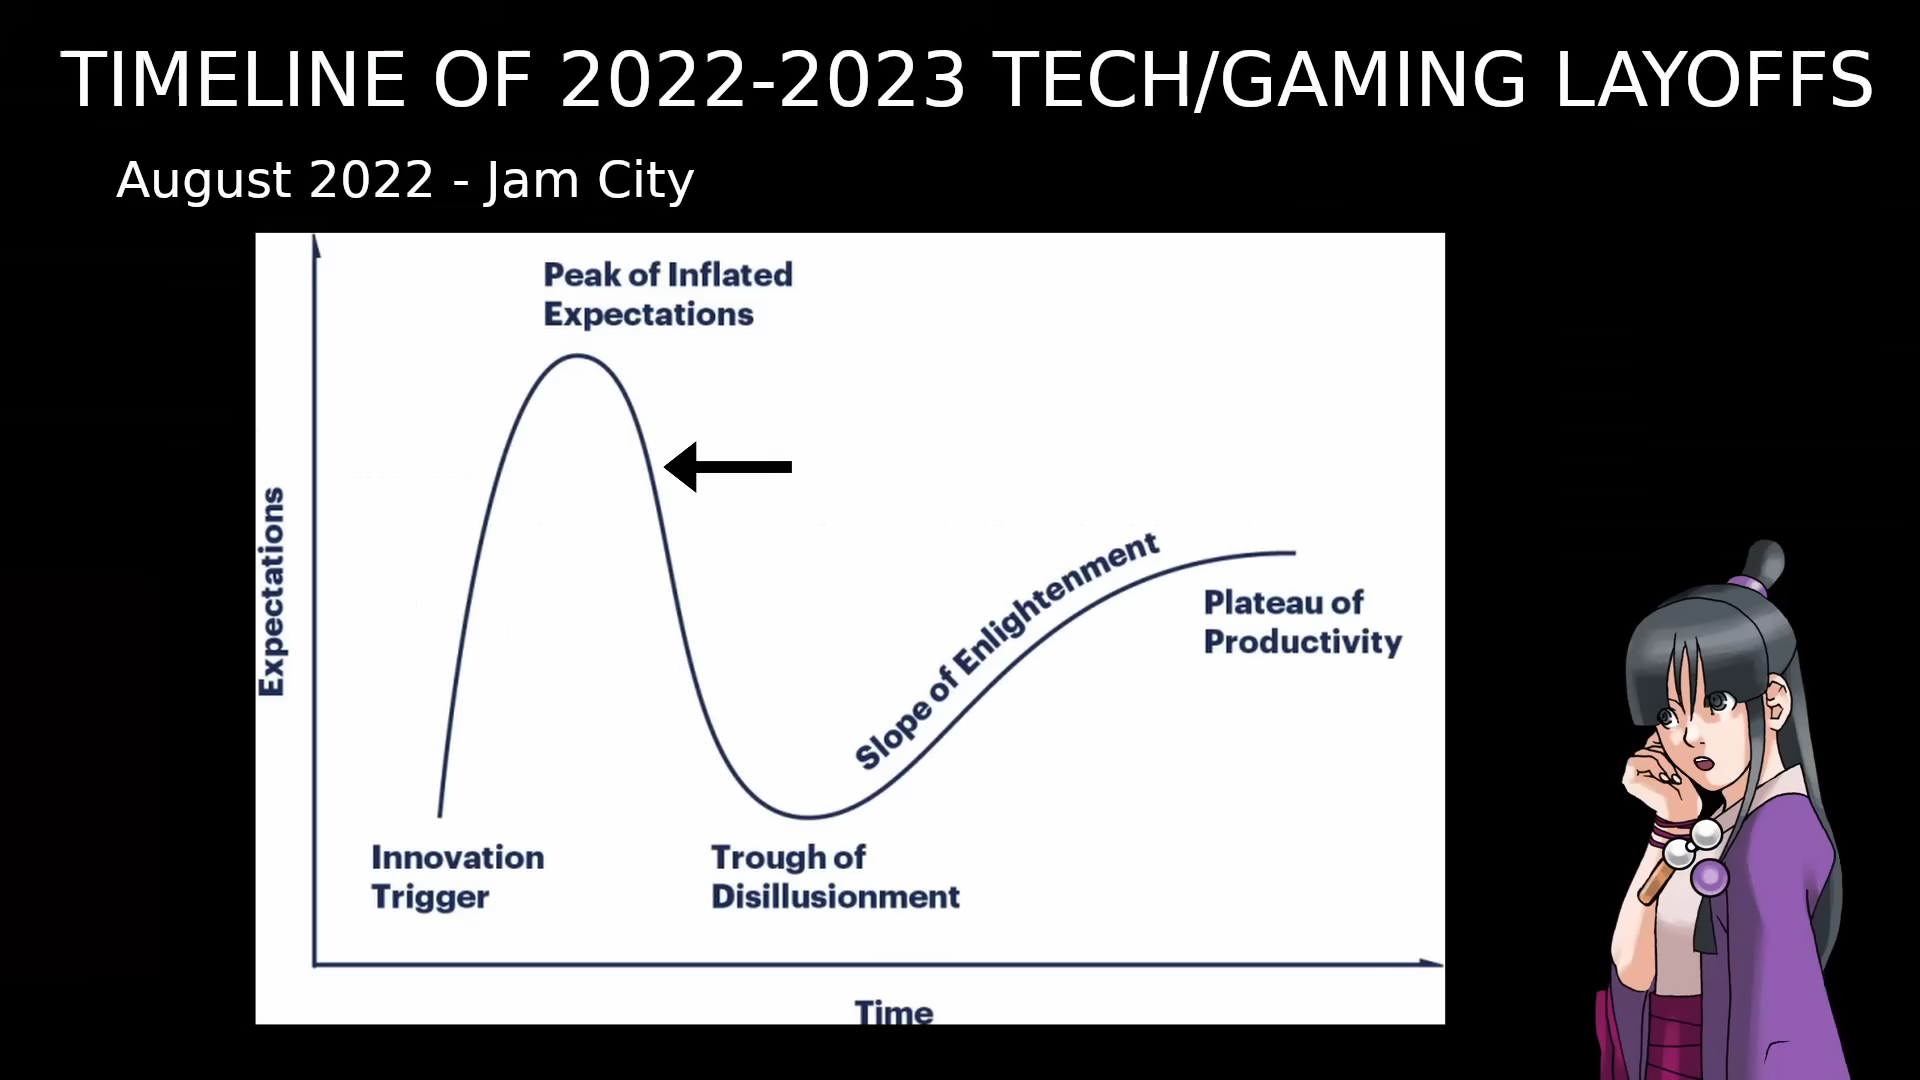 TIMELINE OF 2022-2023 TECH/GAMING LAYOFFS
August 2022 - Jam City
Peak of Inflated
Expectations
Expectations
Slope of Enlightenment
Plateau of
Productivity
Innovation
Trigger
Trough of
Disillusionment
Time